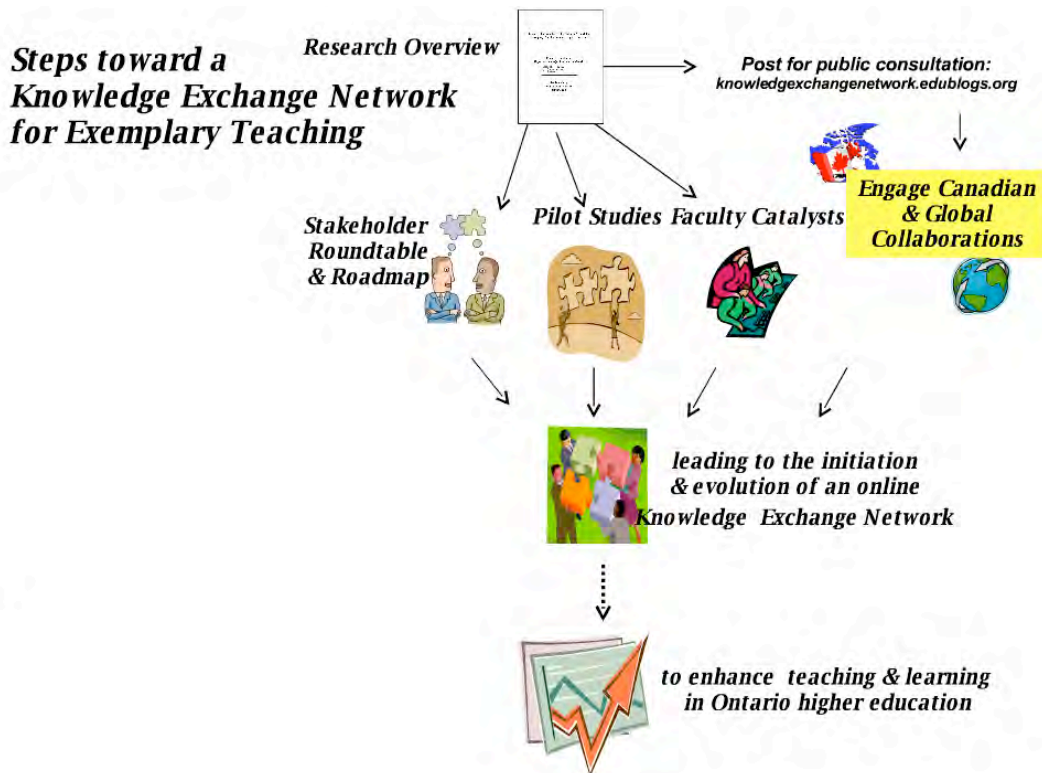 Steps toward a
Knowledge Exchange Network
for Exemplary Teaching
Research Overview
Post for public consultation:
knowledgexchangenetwork.edublogs.org
Stakeholder
Roundtable
& Roadmap
Pilot Studies
Faculty Catalysts
Engage Canadian
& Global
Collaborations
leading to the initiation
& evolution of an online
Knowledge Exchange Network
to enhance teaching & learning
in Ontario higher education